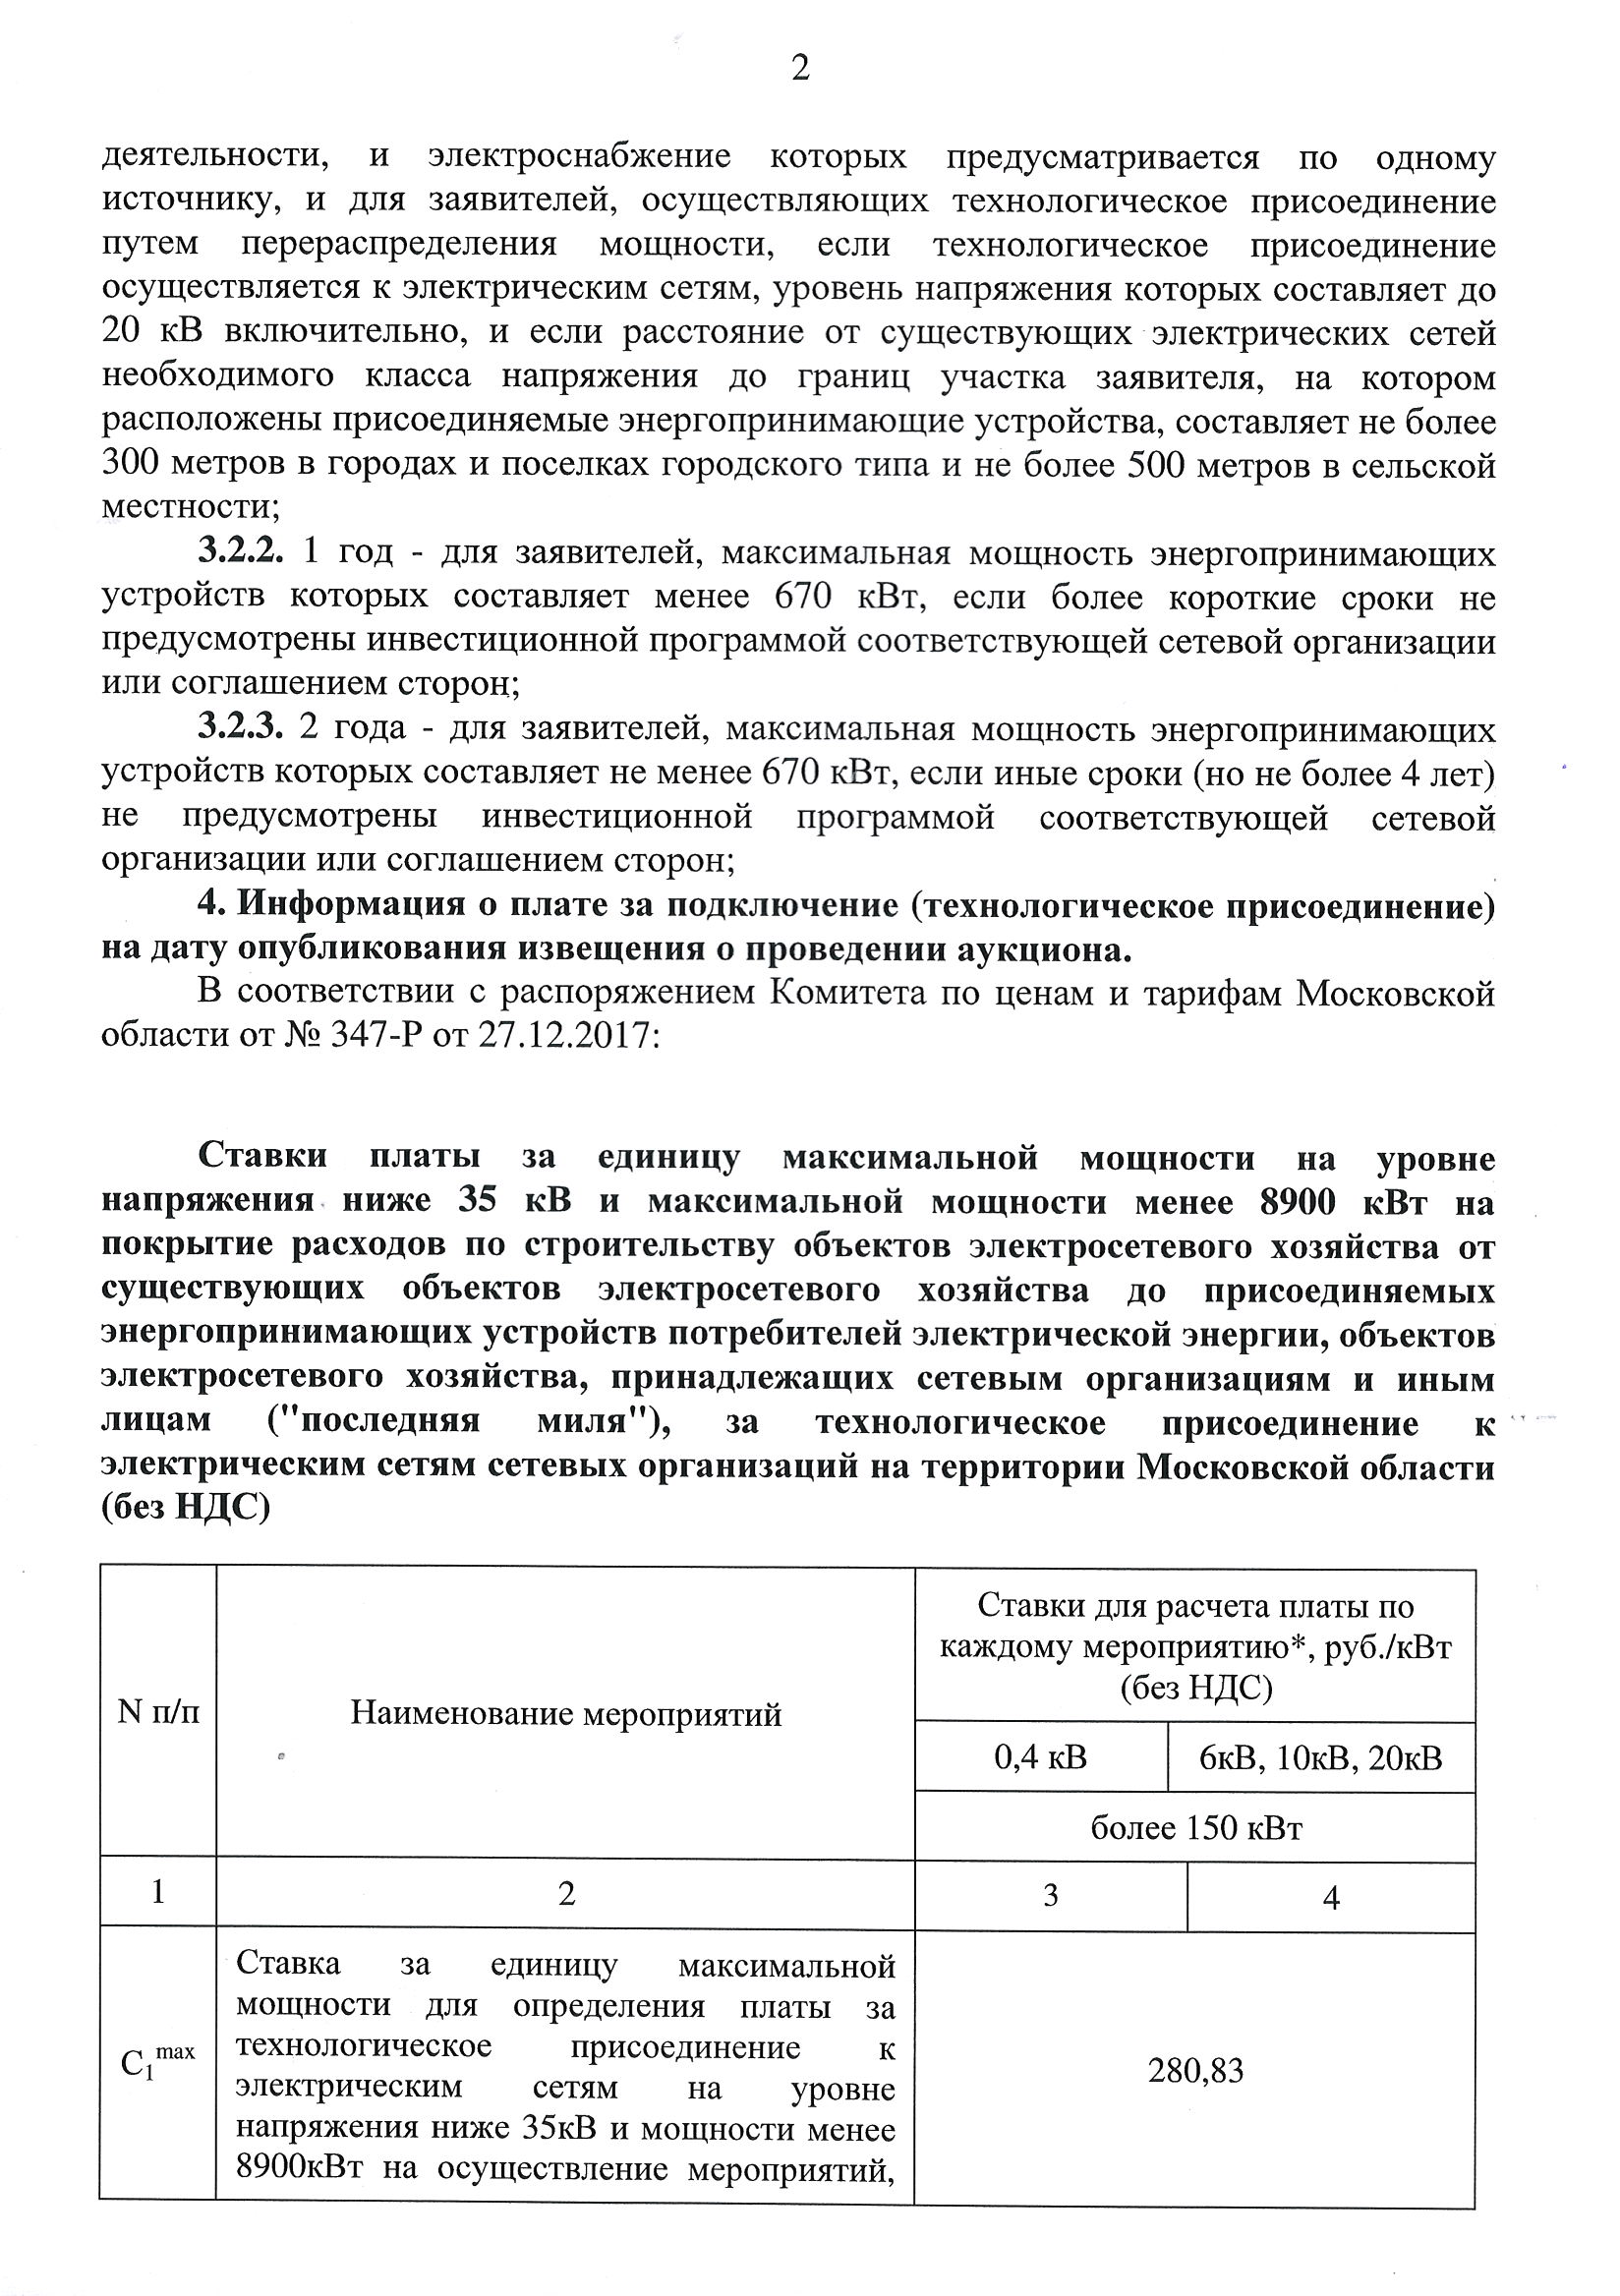 2
деятельности, и электроснабжение которых предусматривается по одному
источнику, и для заявителей, осуществляющих технологическое присоединение
путем перераспределения мощности, если технологическое присоединение
осуществляется к электрическим сетям, уровень напряжения которых составляет до
20 кВ включительно, и если расстояние от существующих электрических сетей
необходимого класса напряжения до границ участка заявителя, на котором
расположены присоединяемые энергопринимающие устройства, составляет не более
300 метров в городах и поселках городского типа и не более 500 метров в сельской
местности;
3.2.2. 1 год - для заявителей, максимальная мощность энергопринимающих
устройств которых составляет менее 670 кВт, если более короткие сроки не
предусмотрены инвестиционной программой соответствующей сетевой организации
или соглашением сторон;
3.2.3. 2 года - для заявителей, максимальная мощность энергопринимающих
устройств которых составляет не менее 670 кВт, если иные сроки (но не более 4 лет)
не предусмотрены инвестиционной программой соответствующей сетевой
организации или соглашением сторон;
4. Информация о плате за подключение (технологическое присоединение)
на дату опубликования извещения о проведении аукциона.
В соответствии с распоряжением Комитета по ценам и тарифам Московской
области от № 347-Р от 27.12.2017:
Ставки платы за единицу максимальной мощности на уровне
напряжения ниже 35 кВ и максимальной мощности менее 8900 кВт на
покрытие расходов по строительству объектов электросетевого хозяйства от
существующих объектов электросетевого хозяйства до присоединяемых
энергопринимающих устройств потребителей электрической энергии, объектов
электросетевого хозяйства, принадлежащих сетевым организациям и иным
лицам ("последняя миля"), за технологическое присоединение к
электрическим сетям сетевых организаций на территории Московской области
(без НДС)
N п/п
Наименование мероприятий
Ставки для расчета платы по
каждому мероприятию*, руб./кВт
(без НДС)
0,4 кВ
6кВ, 10кВ, 20кВ
более 150 кВт
1
2
3
4
C₁ᵐᵃˣ
Ставка за единицу максимальной
мощности для определения платы за
технологическое присоединение к
электрическим сетям на уровне
напряжения ниже 35кВ и мощности менее
8900кВт на осуществление мероприятий,
280,83